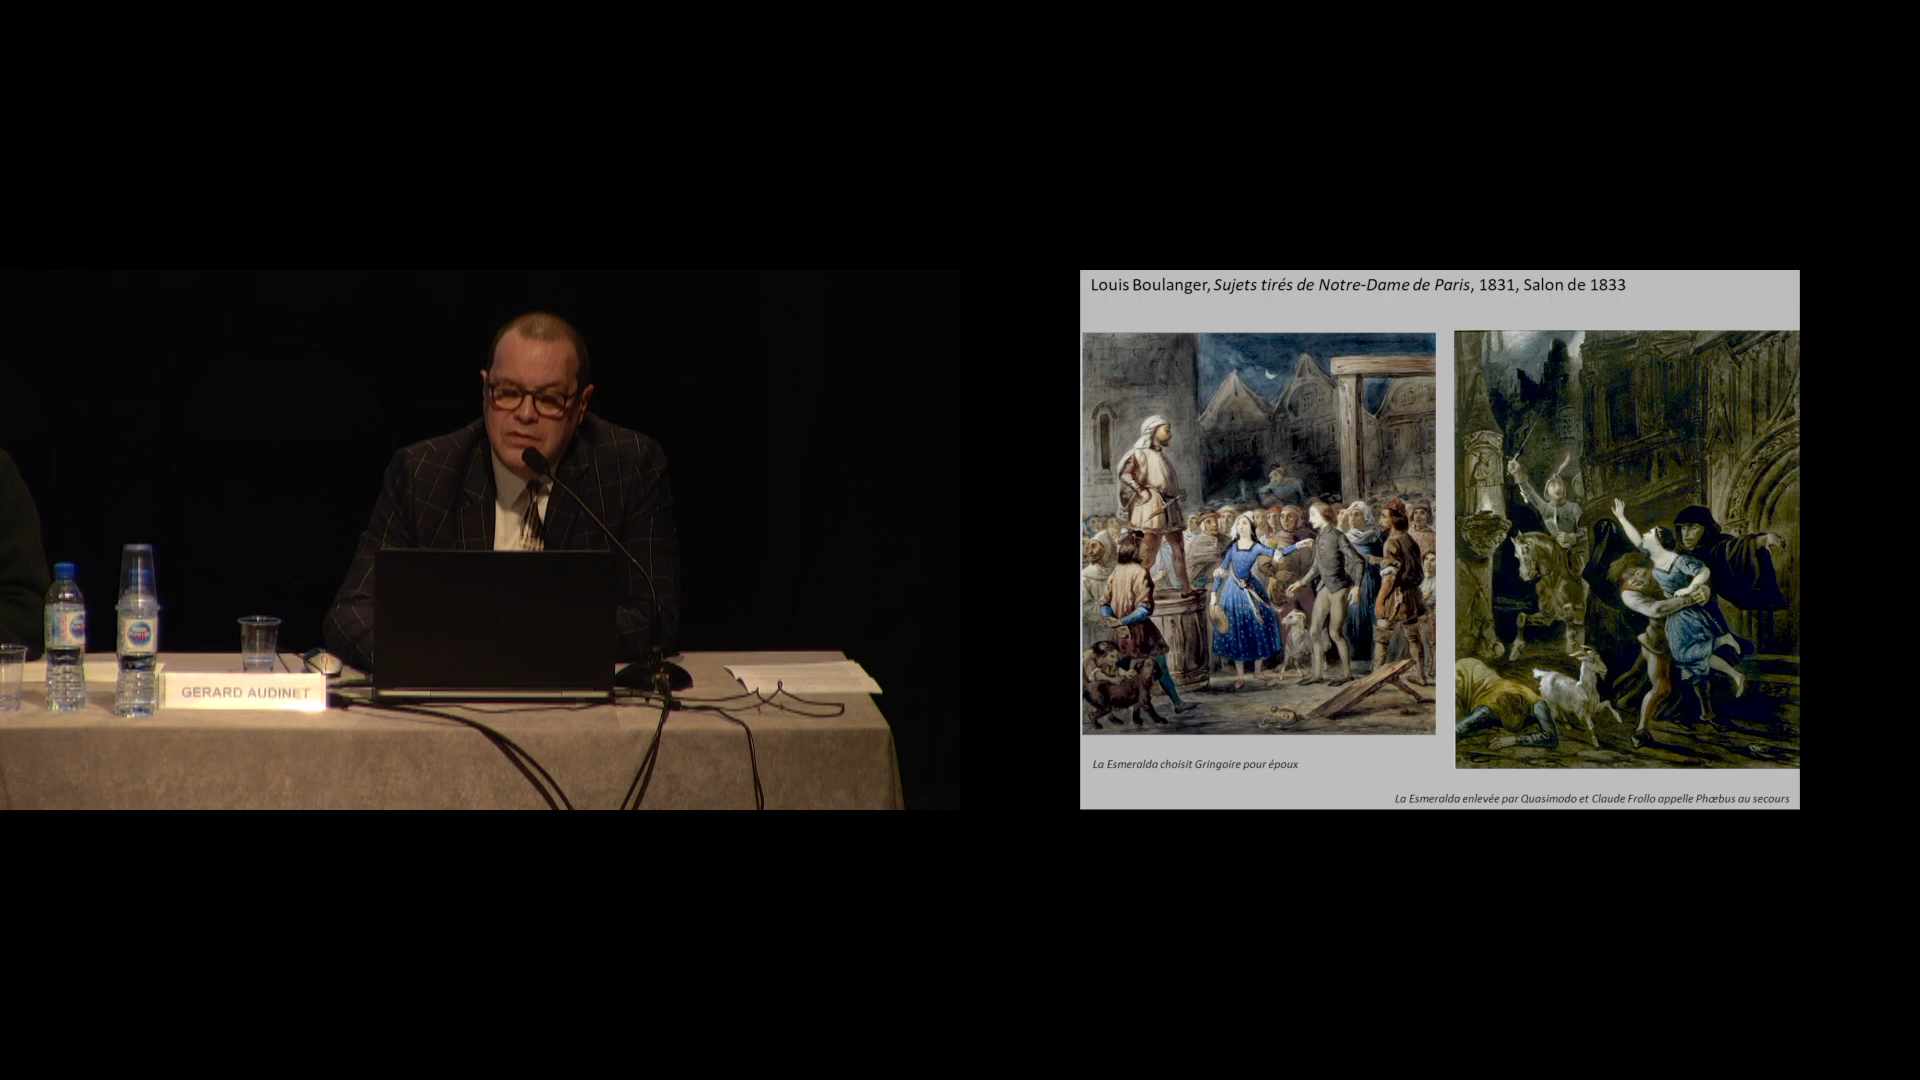 GERARD AUDINET
Louis Boulanger, Sujets tirés de Notre-Dame de Paris, 1831, Salon de 1833
La Esmeralda choisit Gringoire pour époux
La Esmeralda enlevée par Quasimodo et Claude Frollo appelle Phœbus au secours